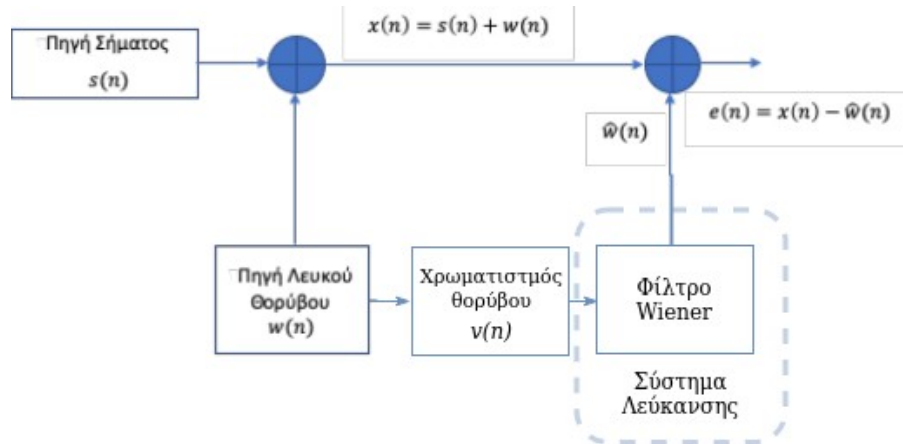 x(n) = s(n) + w(n)
Πηγή Σήματος
s(n)
e(n) = x(n) − ŵ(n)
ŵ(n)
Πηγή Λευκού
Θορύβου
w(n)
Χρωματιστμός
θορύβου
v(n)
Φίλτρο
Wiener
Σύστημα
Λεύκανσης